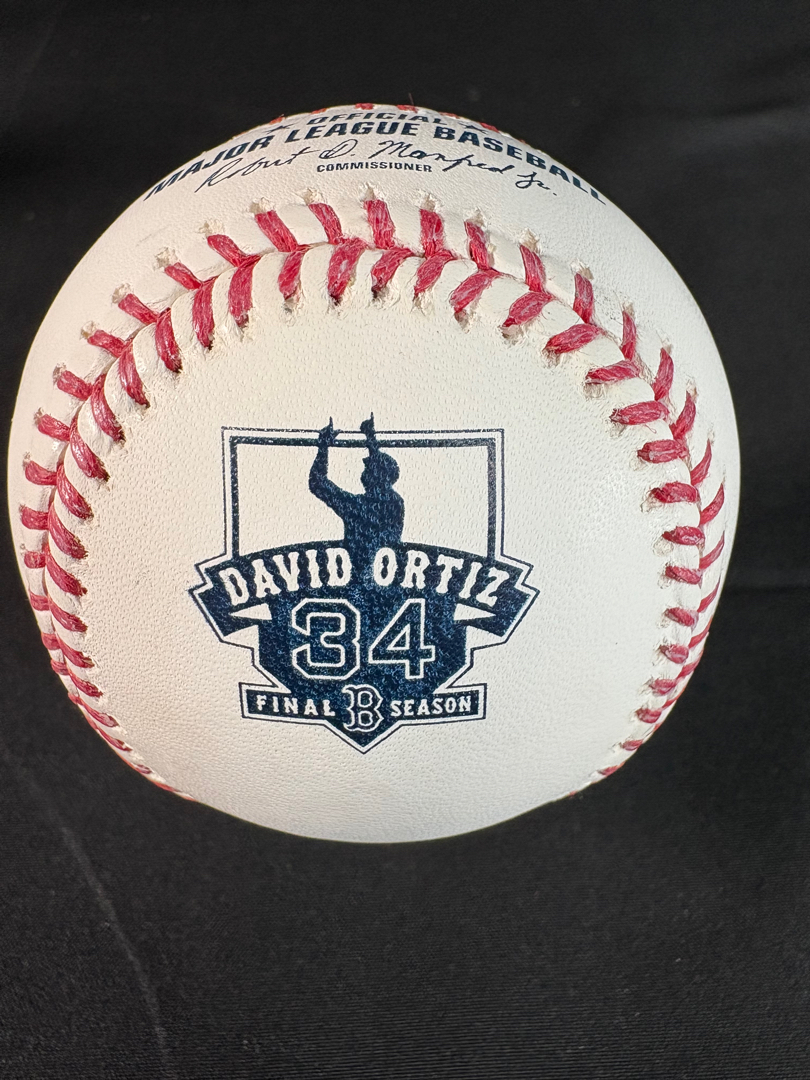 OFFICIAL
MAJOR LEAGUE BASEBALL
Robert D. Manfred Jr.
COMMISSIONER
DAVID ORTIZ
34
FINAL B SEASON